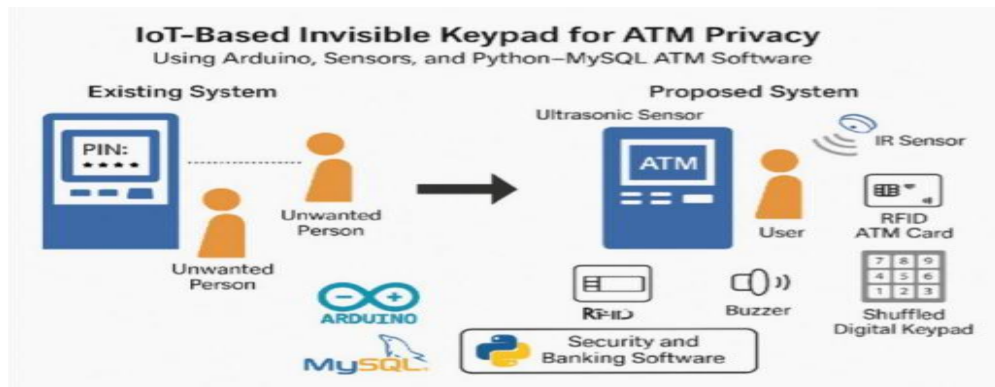 IoT-Based Invisible Keypad for ATM Privacy
Using Arduino, Sensors, and Python-MySQL ATM Software
Existing System
PIN:
****
Unwanted
Person
Unwanted
Person
Proposed System
Ultrasonic Sensor
ATM
User
IR Sensor
RFID
ATM Card
RFID
Buzzer
7 8 9
4 5 6
1 2 3
Shuffled
Digital Keypad
ARDUINO
MySQL
Security and
Banking Software